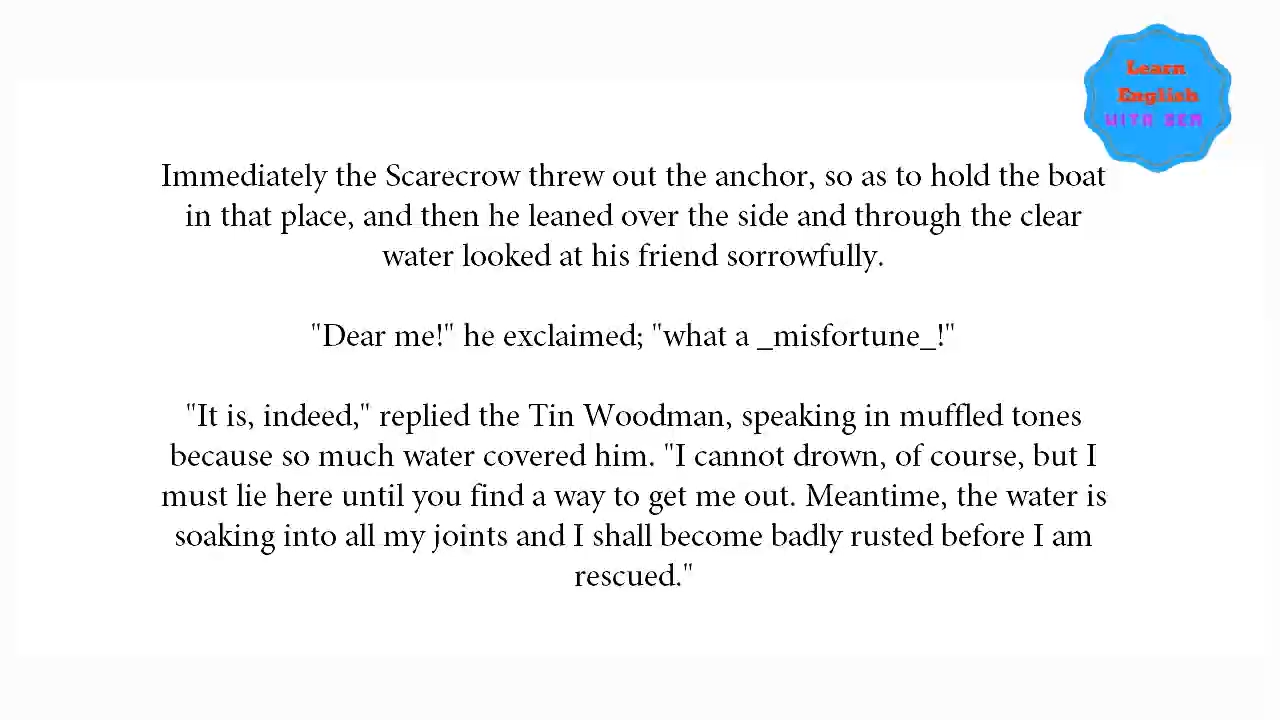 Learn
English
WITH ZEN
Immediately the Scarecrow threw out the anchor, so as to hold the boat
in that place, and then he leaned over the side and through the clear
water looked at his friend sorrowfully.
"Dear me!" he exclaimed; "what a _misfortune_!"
"It is, indeed," replied the Tin Woodman, speaking in muffled tones
because so much water covered him. "I cannot drown, of course, but I
must lie here until you find a way to get me out. Meantime, the water is
soaking into all my joints and I shall become badly rusted before I am
rescued."